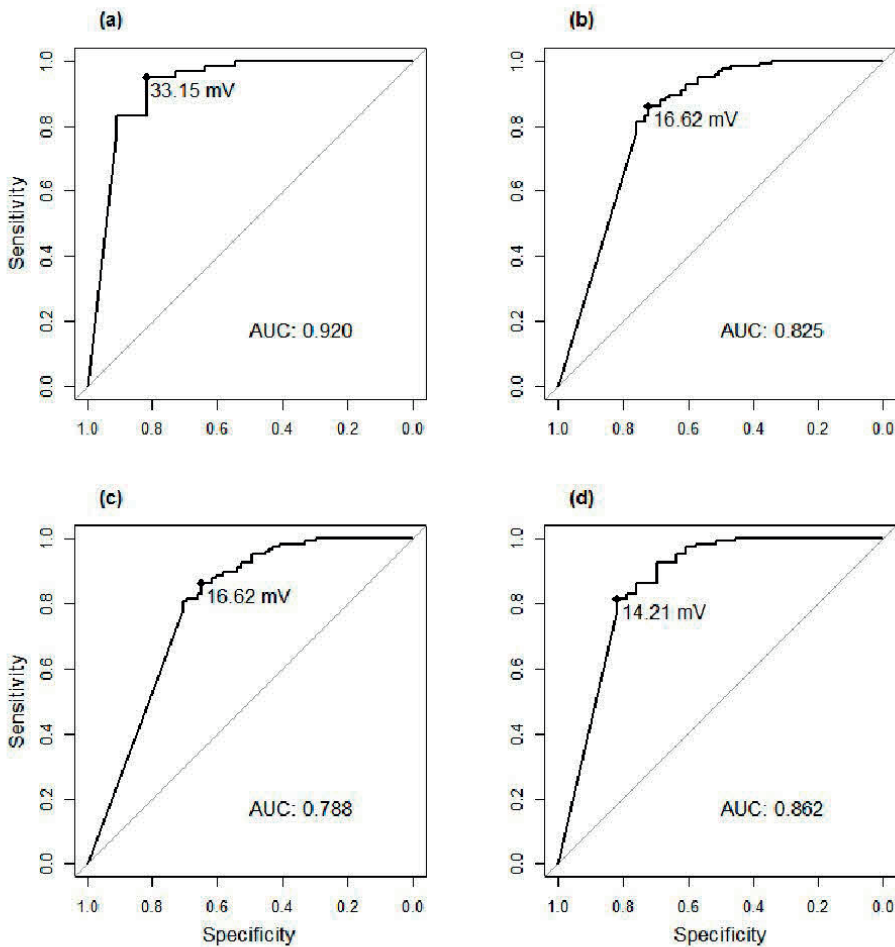 (a)
Sensitivity
1.0
0.8
0.6
0.4
0.2
0.0
33.15 mV
AUC: 0.920
1.0 0.8 0.6 0.4 0.2 0.0
(b)
1.0
0.8
0.6
0.4
0.2
0.0
16.62 mV
AUC: 0.825
1.0 0.8 0.6 0.4 0.2 0.0
(c)
Sensitivity
1.0
0.8
0.6
0.4
0.2
0.0
16.62 mV
AUC: 0.788
1.0 0.8 0.6 0.4 0.2 0.0
Specificity
(d)
1.0
0.8
0.6
0.4
0.2
0.0
14.21 mV
AUC: 0.862
1.0 0.8 0.6 0.4 0.2 0.0
Specificity